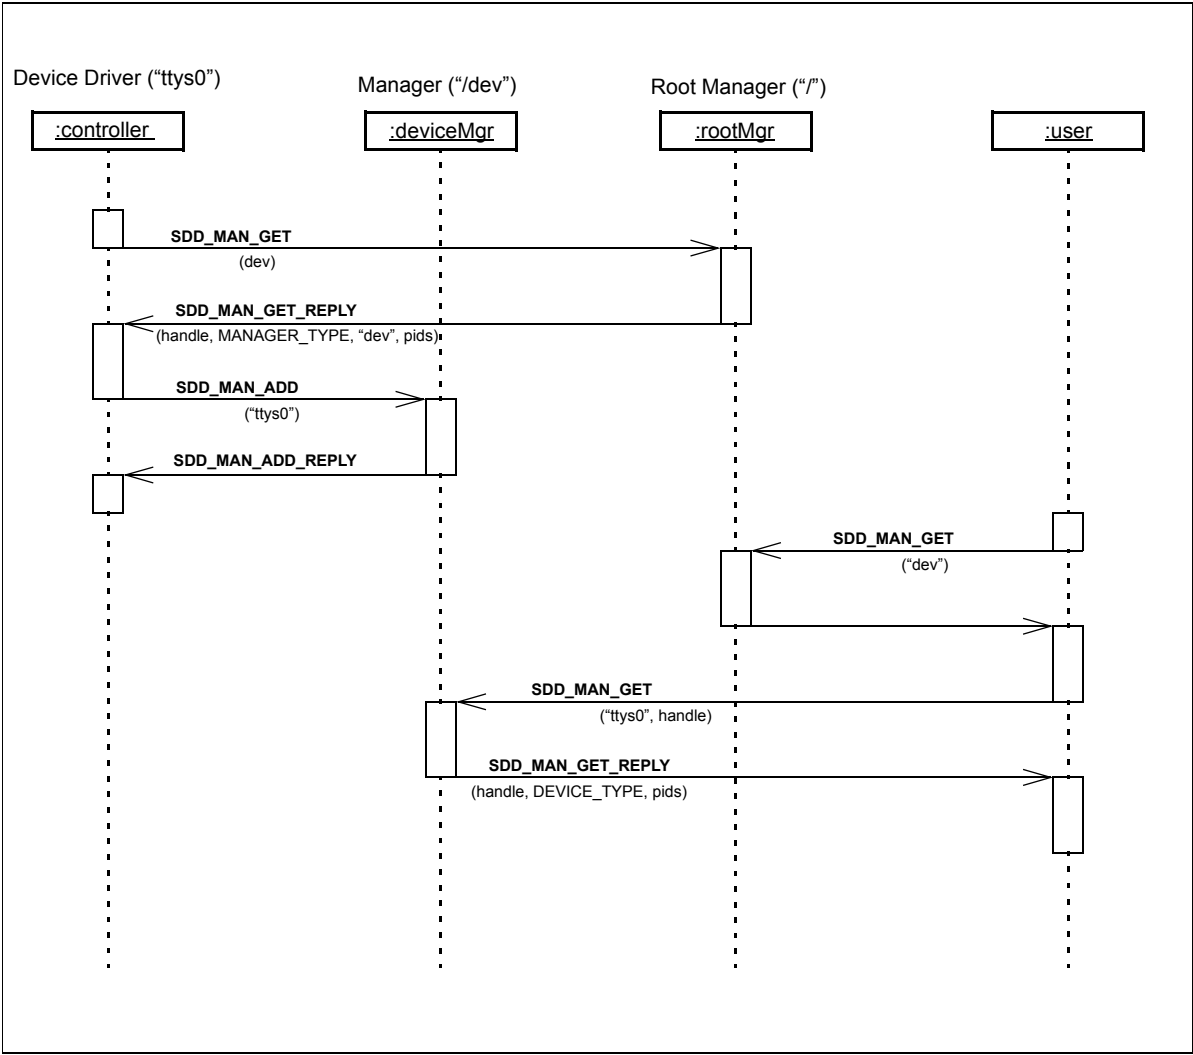 Device Driver (“ttys0”)
Manager (“/dev”)
Root Manager (“/”)
:controller
:deviceMgr
:rootMgr
:user
SDD_MAN_GET
(dev)
SDD_MAN_GET_REPLY
(handle, MANAGER_TYPE, “dev”, pids)
SDD_MAN_ADD
(“ttys0”)
SDD_MAN_ADD_REPLY
SDD_MAN_GET
(“dev”)
SDD_MAN_GET
(“ttys0”, handle)
SDD_MAN_GET_REPLY
(handle, DEVICE_TYPE, pids)